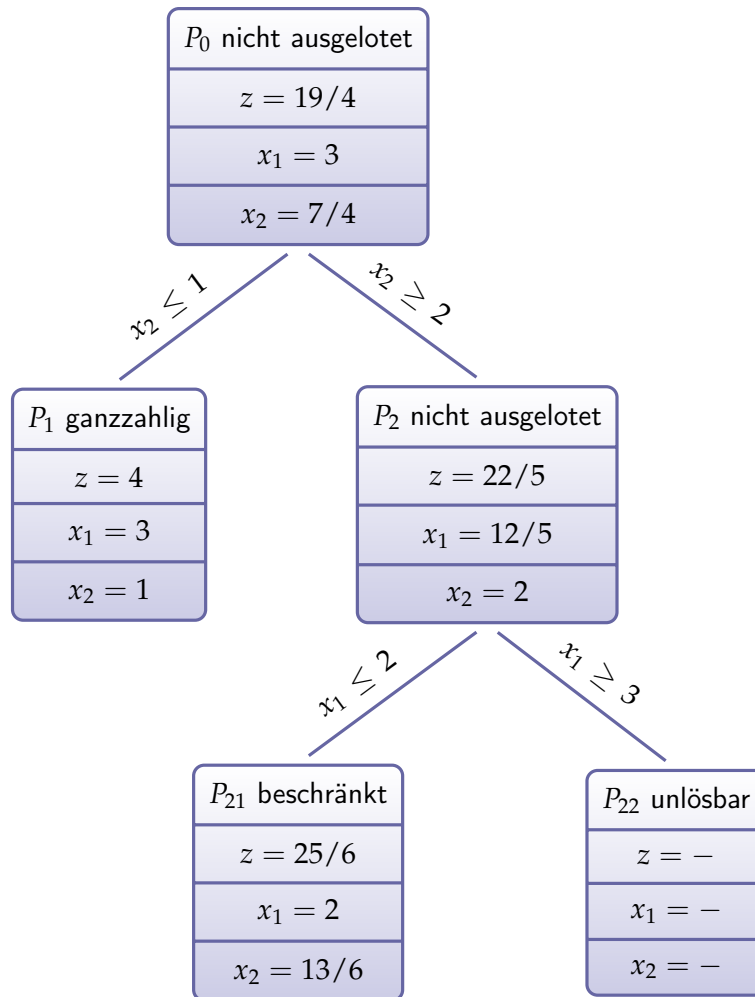 P₀ nicht ausgelotet
z = 19/4
x₁ = 3
x₂ = 7/4
x₂ ≤ 1
x₂ ≥ 2
P₁ ganzzahlig
z = 4
x₁ = 3
x₂ = 1
P₂ nicht ausgelotet
z = 22/5
x₁ = 12/5
x₂ = 2
x₁ ≤ 2
x₁ ≥ 3
P₂₁ beschränkt
z = 25/6
x₁ = 2
x₂ = 13/6
P₂₂ unlösbar
z = −
x₁ = −
x₂ = −